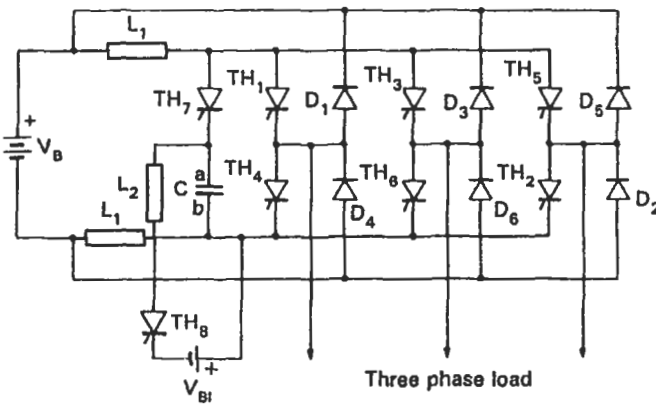 L1
TH7
TH1
D1
TH3
D3
TH5
D5
+
VB
L2
C
a
b
TH4
D4
TH6
D6
TH2
D2
L1
TH8
+
VBI
Three phase load